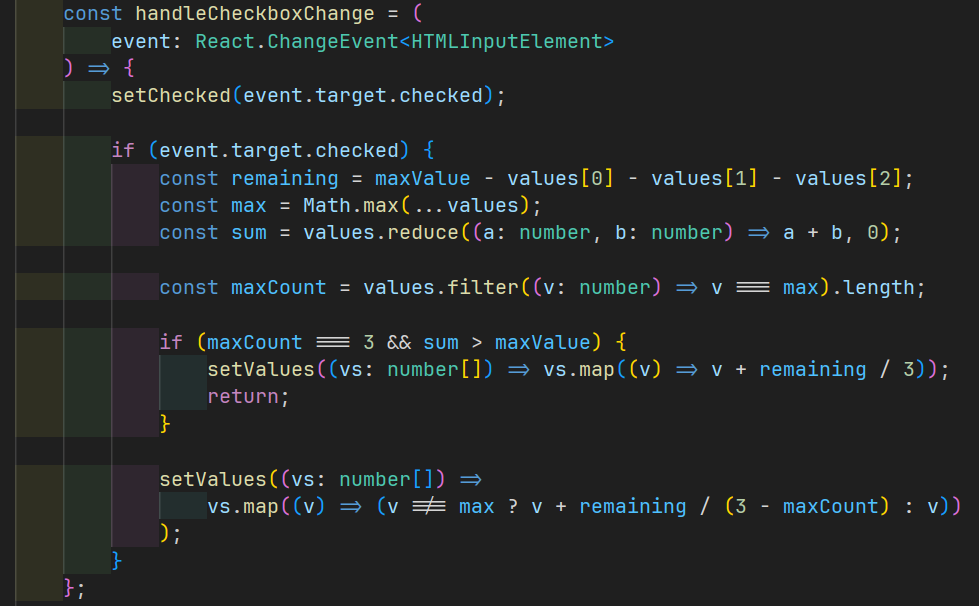 const handleCheckboxChange = (
    event: React.ChangeEvent<HTMLInputElement>
) => {
    setChecked(event.target.checked);
    if (event.target.checked) {
        const remaining = maxValue - values[0] - values[1] - values[2];
        const max = Math.max(...values);
        const sum = values.reduce((a: number, b: number) => a + b, 0);
        const maxCount = values.filter((v: number) => v === max).length;
        if (maxCount === 3 && sum > maxValue) {
            setValues((vs: number[]) => vs.map((v) => v + remaining / 3));
            return;
        }
        setValues((vs: number[]) =>
            vs.map((v) => (v !== max ? v + remaining / (3 - maxCount) : v))
        );
    }
};